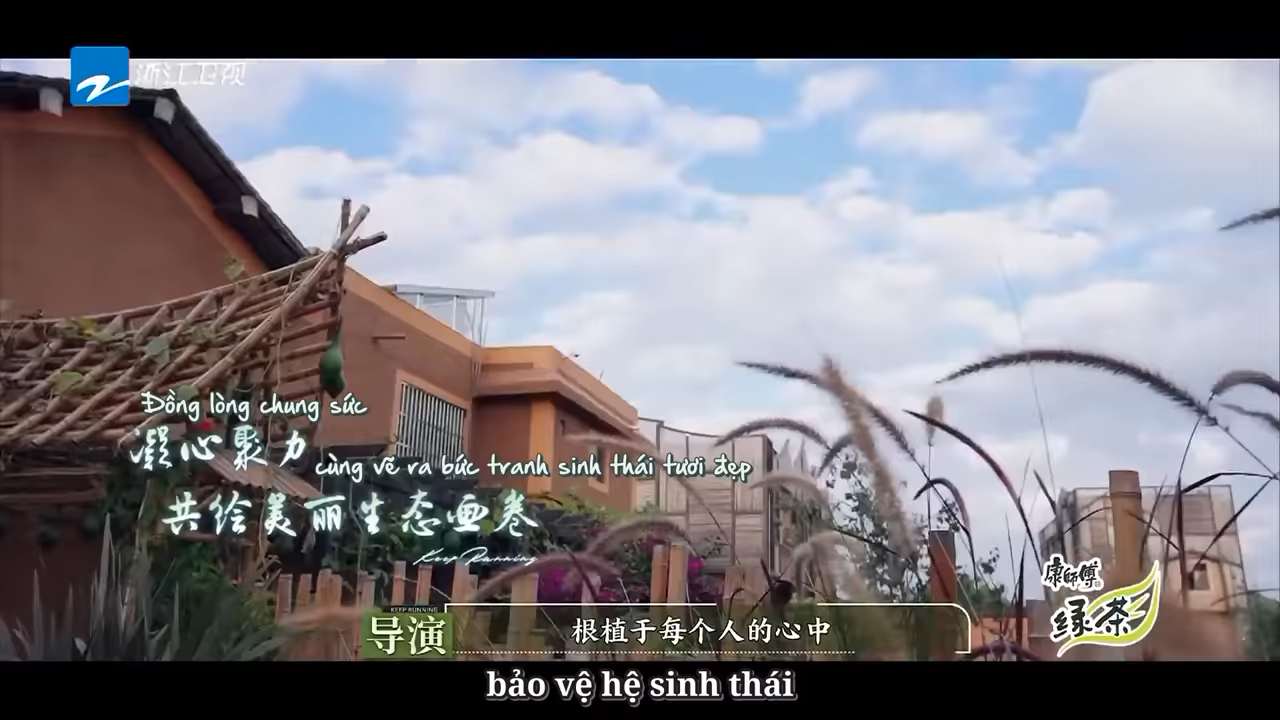 浙江卫视
Đồng lòng chung sức
凝心聚力
cùng vẽ ra bức tranh sinh thái tươi đẹp
共绘美丽生态画卷
Keep Running
KEEP RUNNING
导演
根植于每个人的心中
康師傅
绿茶
bảo vệ hệ sinh thái